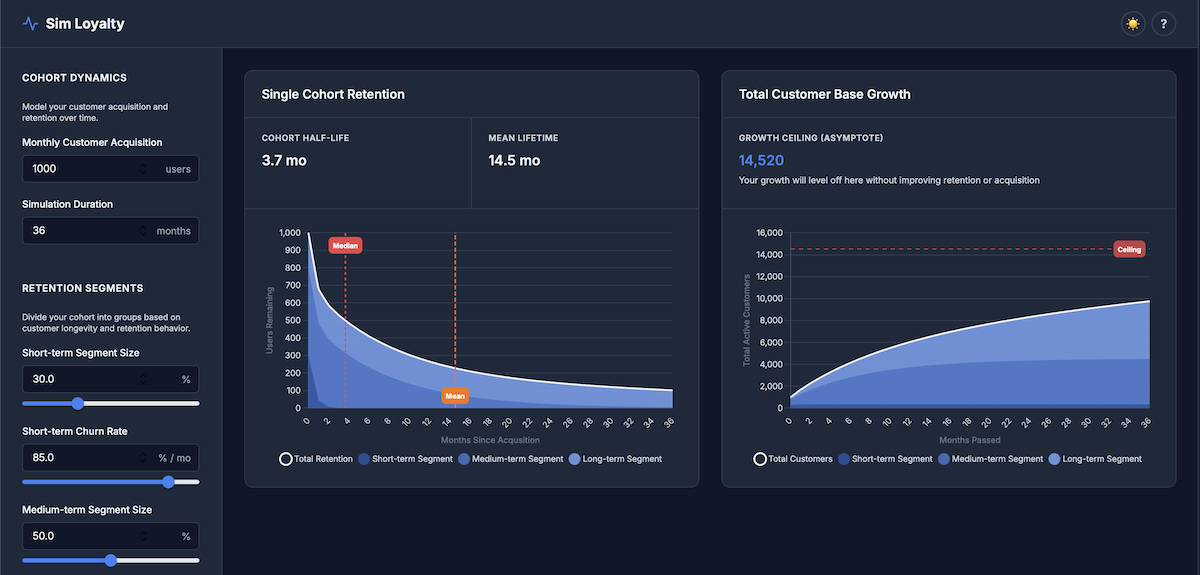 Sim Loyalty
?
COHORT DYNAMICS
Model your customer acquisition and
retention over time.
Monthly Customer Acquisition
1000 users
Simulation Duration
36 months
RETENTION SEGMENTS
Divide your cohort into groups based on
customer longevity and retention behavior.
Short-term Segment Size
30.0 %
Short-term Churn Rate
85.0 % / mo
Medium-term Segment Size
50.0 %
Single Cohort Retention
COHORT HALF-LIFE
3.7 mo
MEAN LIFETIME
14.5 mo
Users Remaining
1,000
900
800
700
600
500
400
300
200
100
0
Median
Mean
0 2 4 6 8 10 12 14 16 18 20 22 24 26 28 30 32 34 36
Months Since Acqusition
Total Retention Short-term Segment Medium-term Segment Long-term Segment
Total Customer Base Growth
GROWTH CEILING (ASYMPTOTE)
14,520
Your growth will level off here without improving retention or acquisition
Total Active Customers
16,000
14,000
12,000
10,000
8,000
6,000
4,000
2,000
0
Ceiling
0 2 4 6 8 10 12 14 16 18 20 22 24 26 28 30 32 34 36
Months Passed
Total Customers Short-term Segment Medium-term Segment Long-term Segment